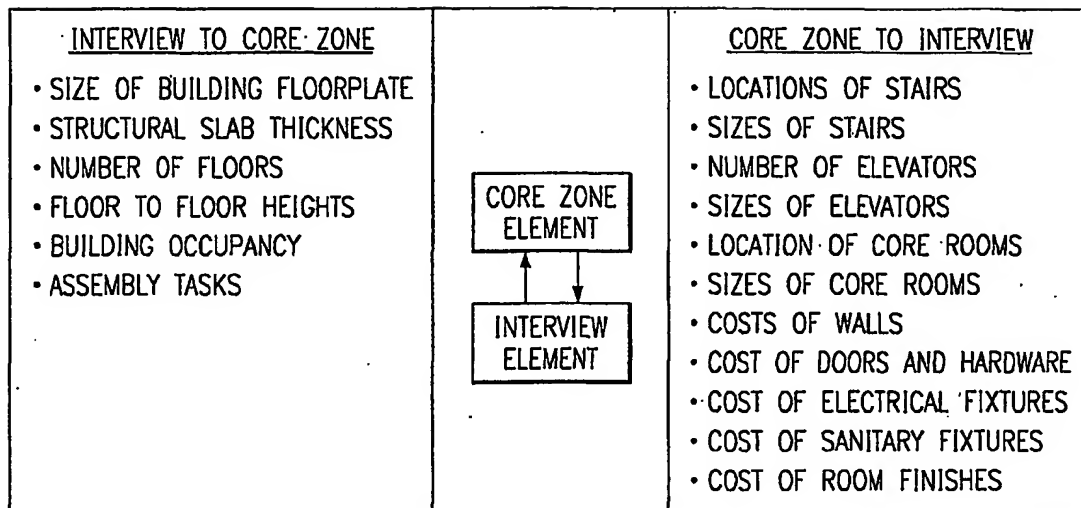 INTERVIEW TO CORE ZONE
• SIZE OF BUILDING FLOORPLATE
• STRUCTURAL SLAB THICKNESS
• NUMBER OF FLOORS
• FLOOR TO FLOOR HEIGHTS
• BUILDING OCCUPANCY
• ASSEMBLY TASKS
CORE ZONE
ELEMENT
INTERVIEW
ELEMENT
CORE ZONE TO INTERVIEW
• LOCATIONS OF STAIRS
• SIZES OF STAIRS
• NUMBER OF ELEVATORS
• SIZES OF ELEVATORS
• LOCATION OF CORE ROOMS
• SIZES OF CORE ROOMS
• COSTS OF WALLS
• COST OF DOORS AND HARDWARE
• COST OF ELECTRICAL FIXTURES
• COST OF SANITARY FIXTURES
• COST OF ROOM FINISHES